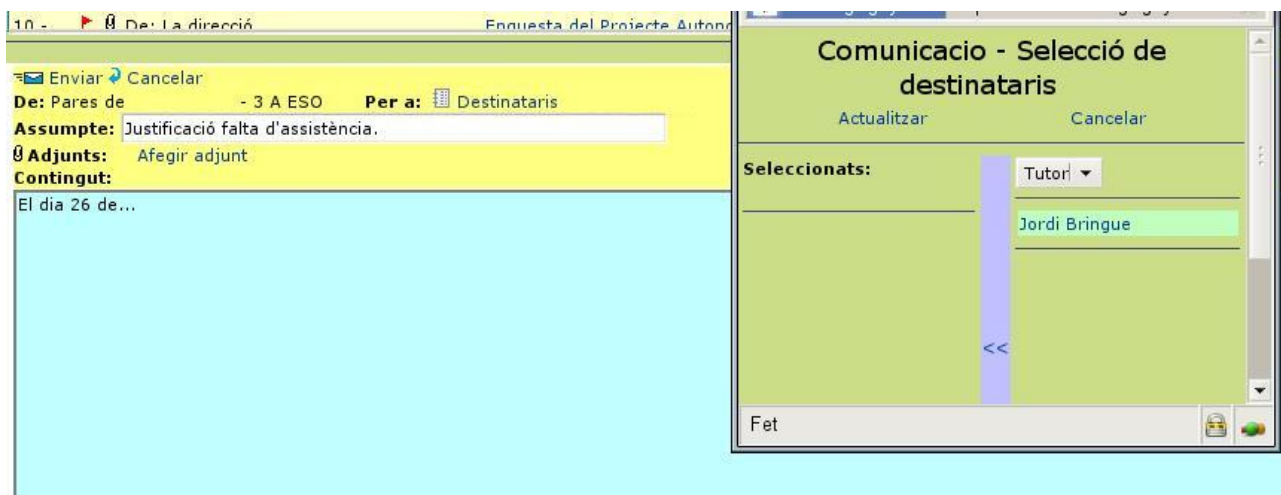 10 - De: La direcció Enquesta del Projecte
Enviar Cancelar
De: Pares de - 3 A ESO Per a: Destinataris
Assumpte: Justificació falta d'assistència.
Adjunts: Afegir adjunt
Contingut:
El dia 26 de...
Comunicacio - Selecció de
destinataris
Actualitzar Cancelar
Seleccionats:
Tutor
Jordi Bringue
<<
Fet